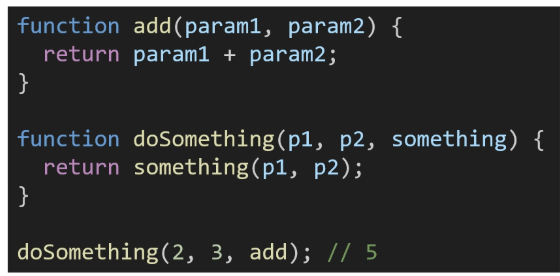 function add(param1, param2) {
  return param1 + param2;
}

function doSomething(p1, p2, something) {
  return something(p1, p2);
}

doSomething(2, 3, add); // 5